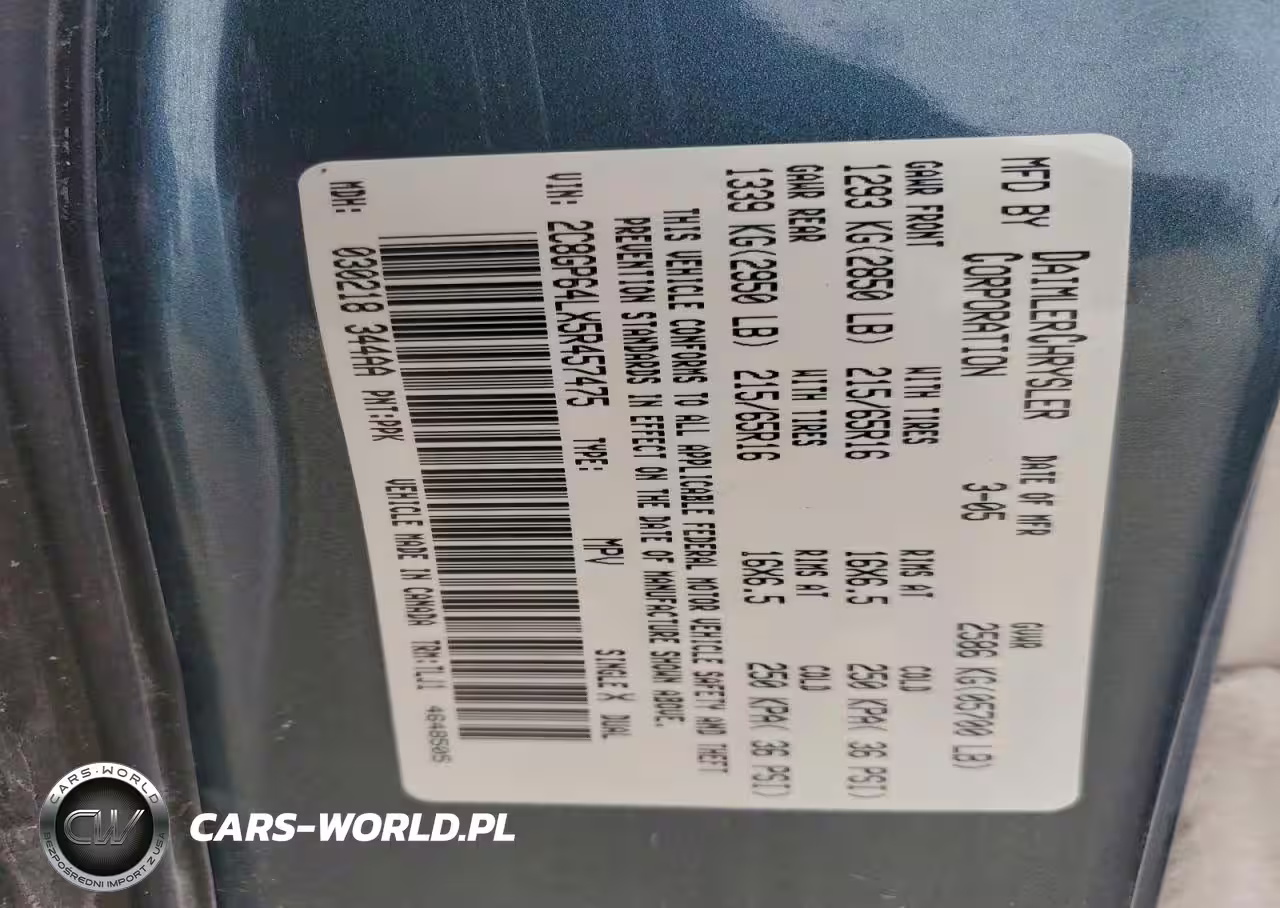 MFD BY DAIMLERCHRYSLER CORPORATION DATE OF MFR 3-05 GVWR 2586 KG(05700 LB)
GAWR FRONT WITH TIRES RIMS AT COLD
1293 KG(2850 LB) 215/65R16 16X6.5 250 KPA( 36 PSI)
GAWR REAR WITH TIRES RIMS AT COLD
1339 KG(2950 LB) 215/65R16 16X6.5 250 KPA( 36 PSI)
THIS VEHICLE CONFORMS TO ALL APPLICABLE FEDERAL MOTOR VEHICLE SAFETY AND THEFT
PREVENTION STANDARDS IN EFFECT ON THE DATE OF MANUFACTURE SHOWN ABOVE.
VIN: 2C8GP64LX5R457475 TYPE: MPV SINGLE X DUAL
MDH: 030218 344AA PNT:PPK VEHICLE MADE IN CANADA TRM:TLJ1 4648505
CARS-WORLD
CW
BEZPOŚREDNI IMPORT Z USA
CARS-WORLD.PL